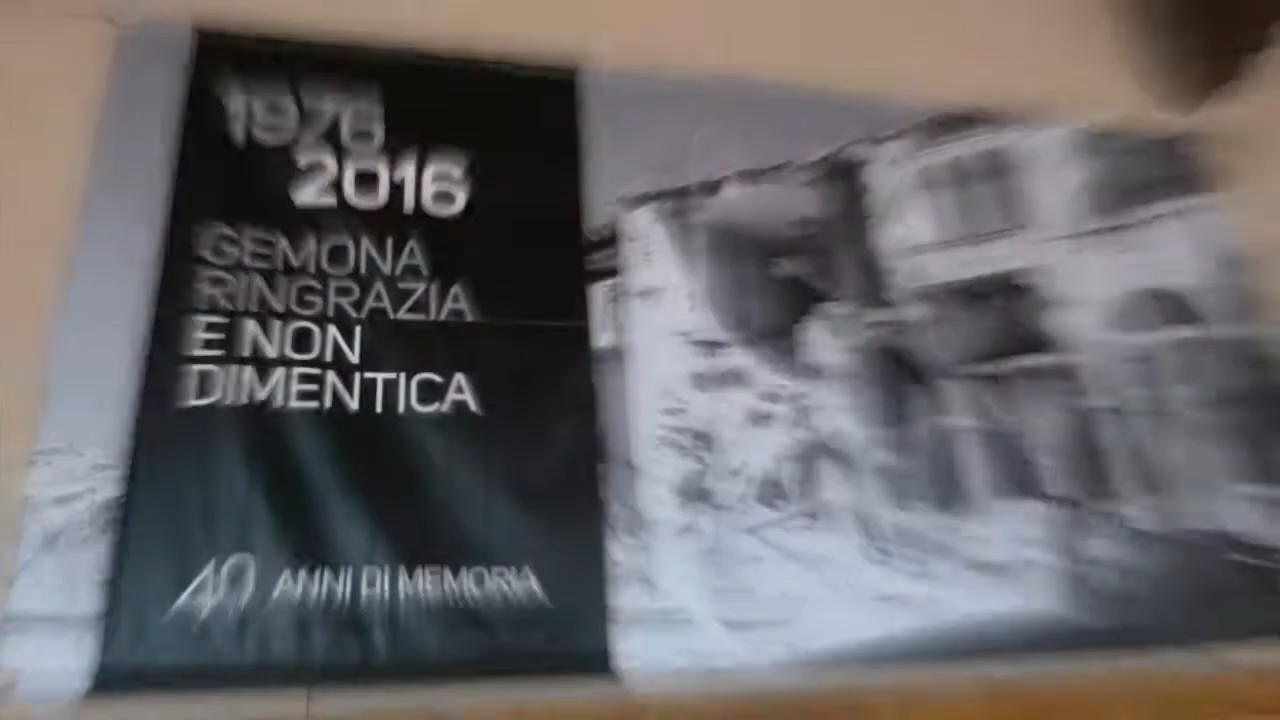 1976
2016
GEMONA
RINGRAZIA
E NON
DIMENTICA
40 ANNI DI MEMORIA